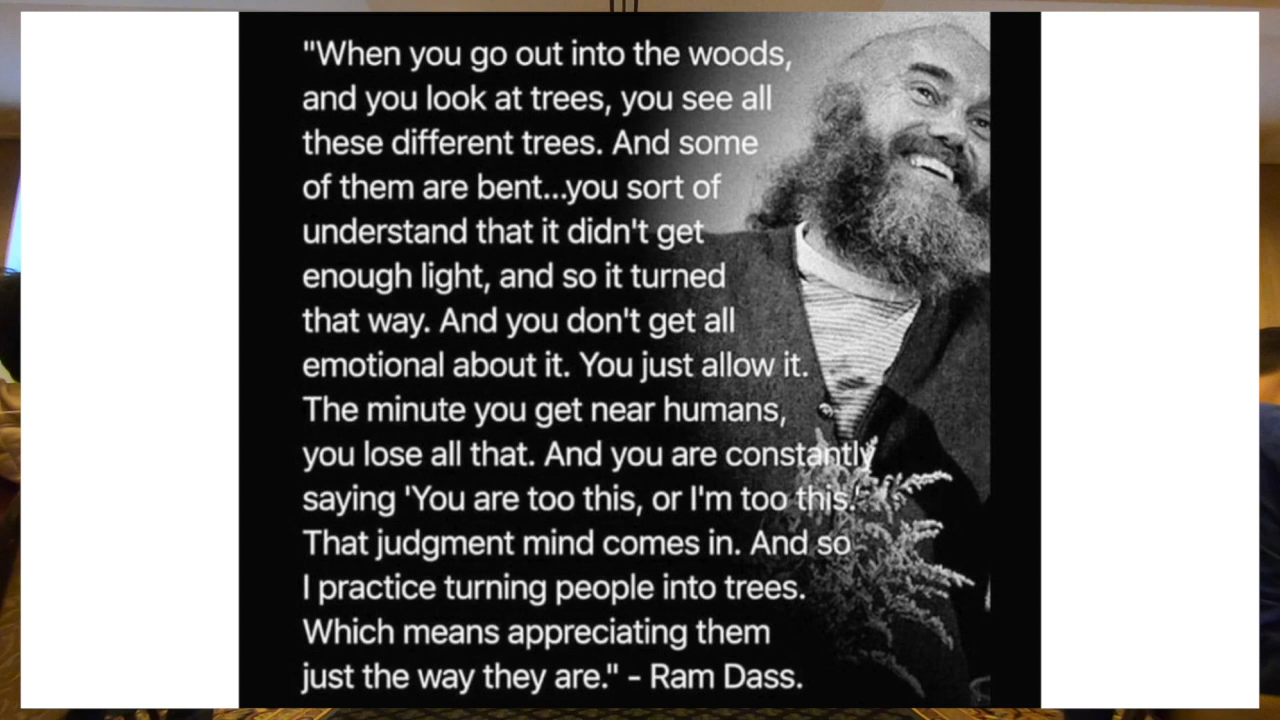 "When you go out into the woods,
and you look at trees, you see all
these different trees. And some
of them are bent...you sort of
understand that it didn't get
enough light, and so it turned
that way. And you don't get all
emotional about it. You just allow it.
The minute you get near humans,
you lose all that. And you are constantly
saying 'You are too this, or I'm too this.'
That judgment mind comes in. And so
I practice turning people into trees.
Which means appreciating them
just the way they are." - Ram Dass.